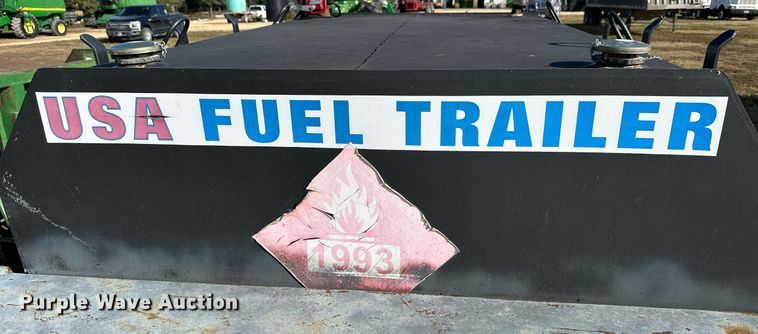 USA FUEL TRAILER
1993
Purple Wave Auction